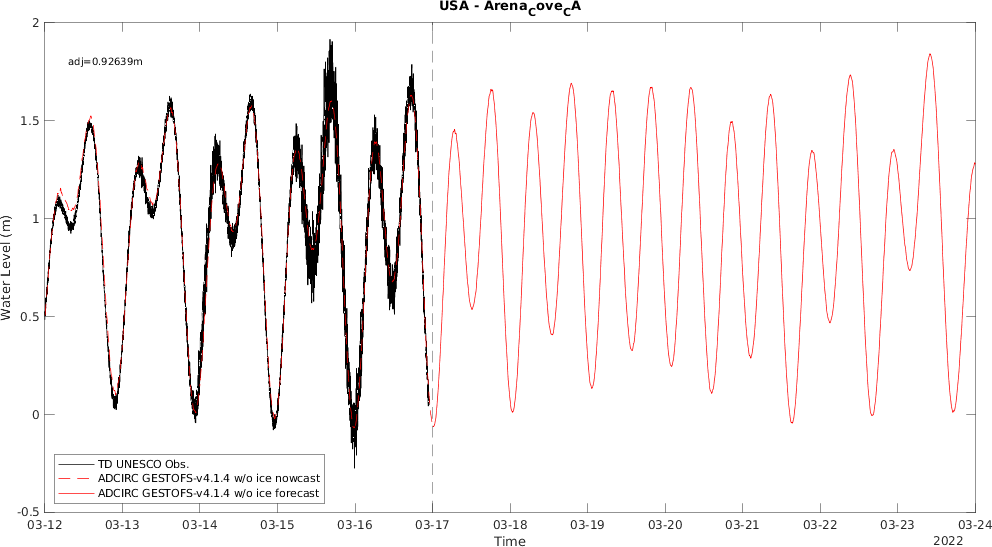 USA - ArenaCoveCA
adj=0.92639m
2
1.5
1
0.5
0
-0.5
Water Level (m)
TD UNESCO Obs.
ADCIRC GESTOFS-v4.1.4 w/o ice nowcast
ADCIRC GESTOFS-v4.1.4 w/o ice forecast
03-12 03-13 03-14 03-15 03-16 03-17 03-18 03-19 03-20 03-21 03-22 03-23 03-24
Time
2022